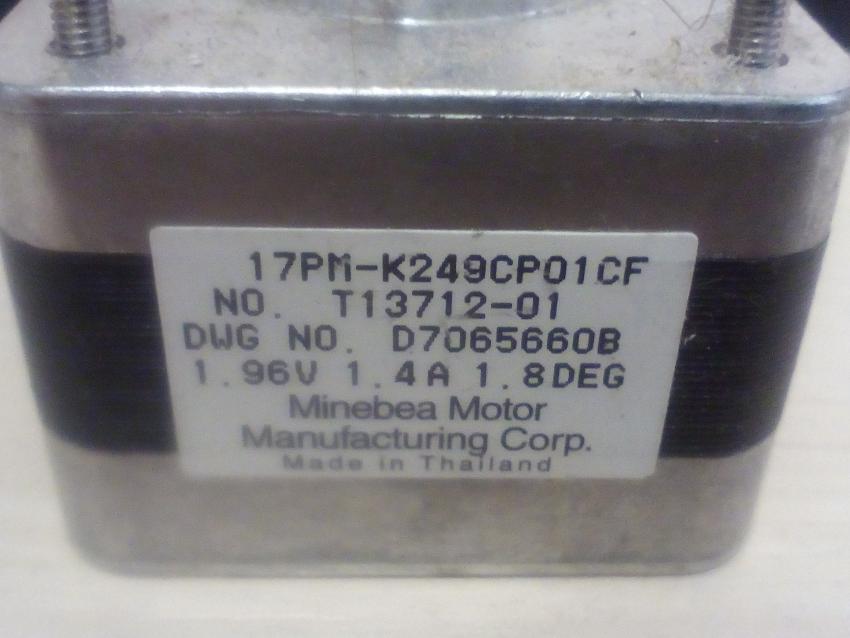 17PM-K249CP01CF
NO. T13712-01
DWG NO. D7065660B
1.96V 1.4A 1.8DEG
Minebea Motor
Manufacturing Corp.
Made in Thailand